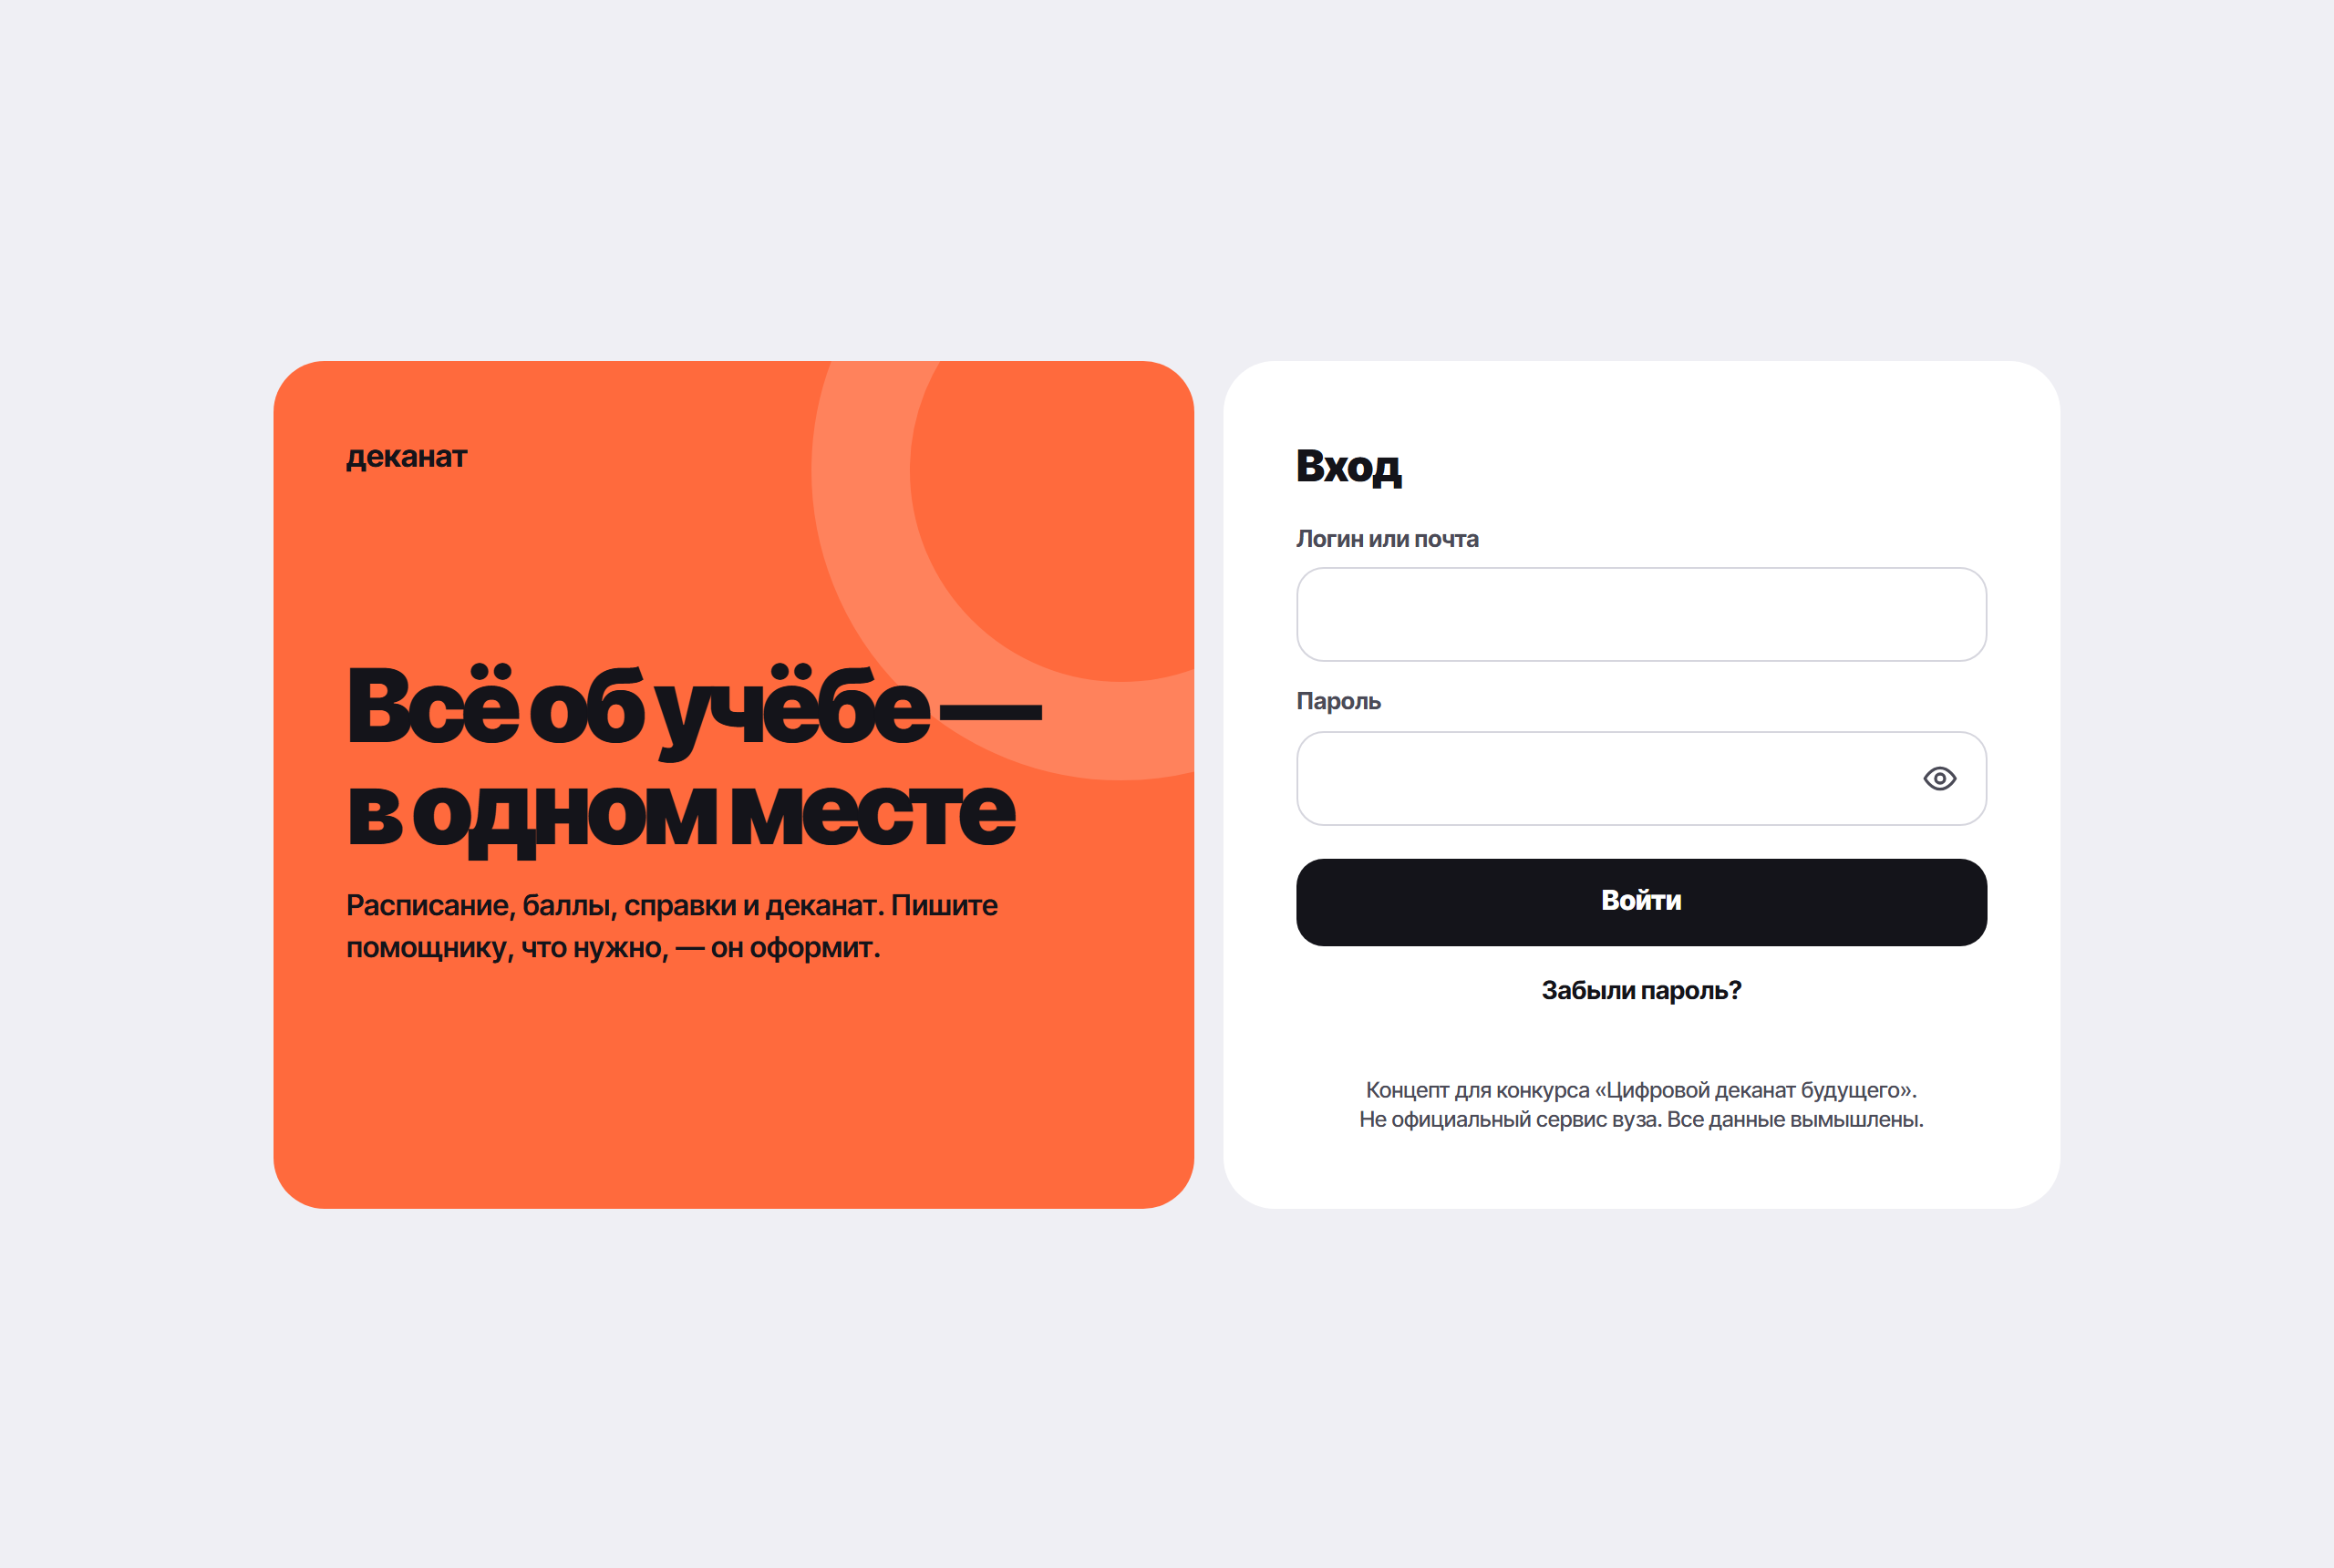 деканат
Всё об учёбе —
в одном месте
Расписание, баллы, справки и деканат. Пишите
помощнику, что нужно, — он оформит.
Вход
Логин или почта
Пароль
Войти
Забыли пароль?
Концепт для конкурса «Цифровой деканат будущего».
Не официальный сервис вуза. Все данные вымышлены.